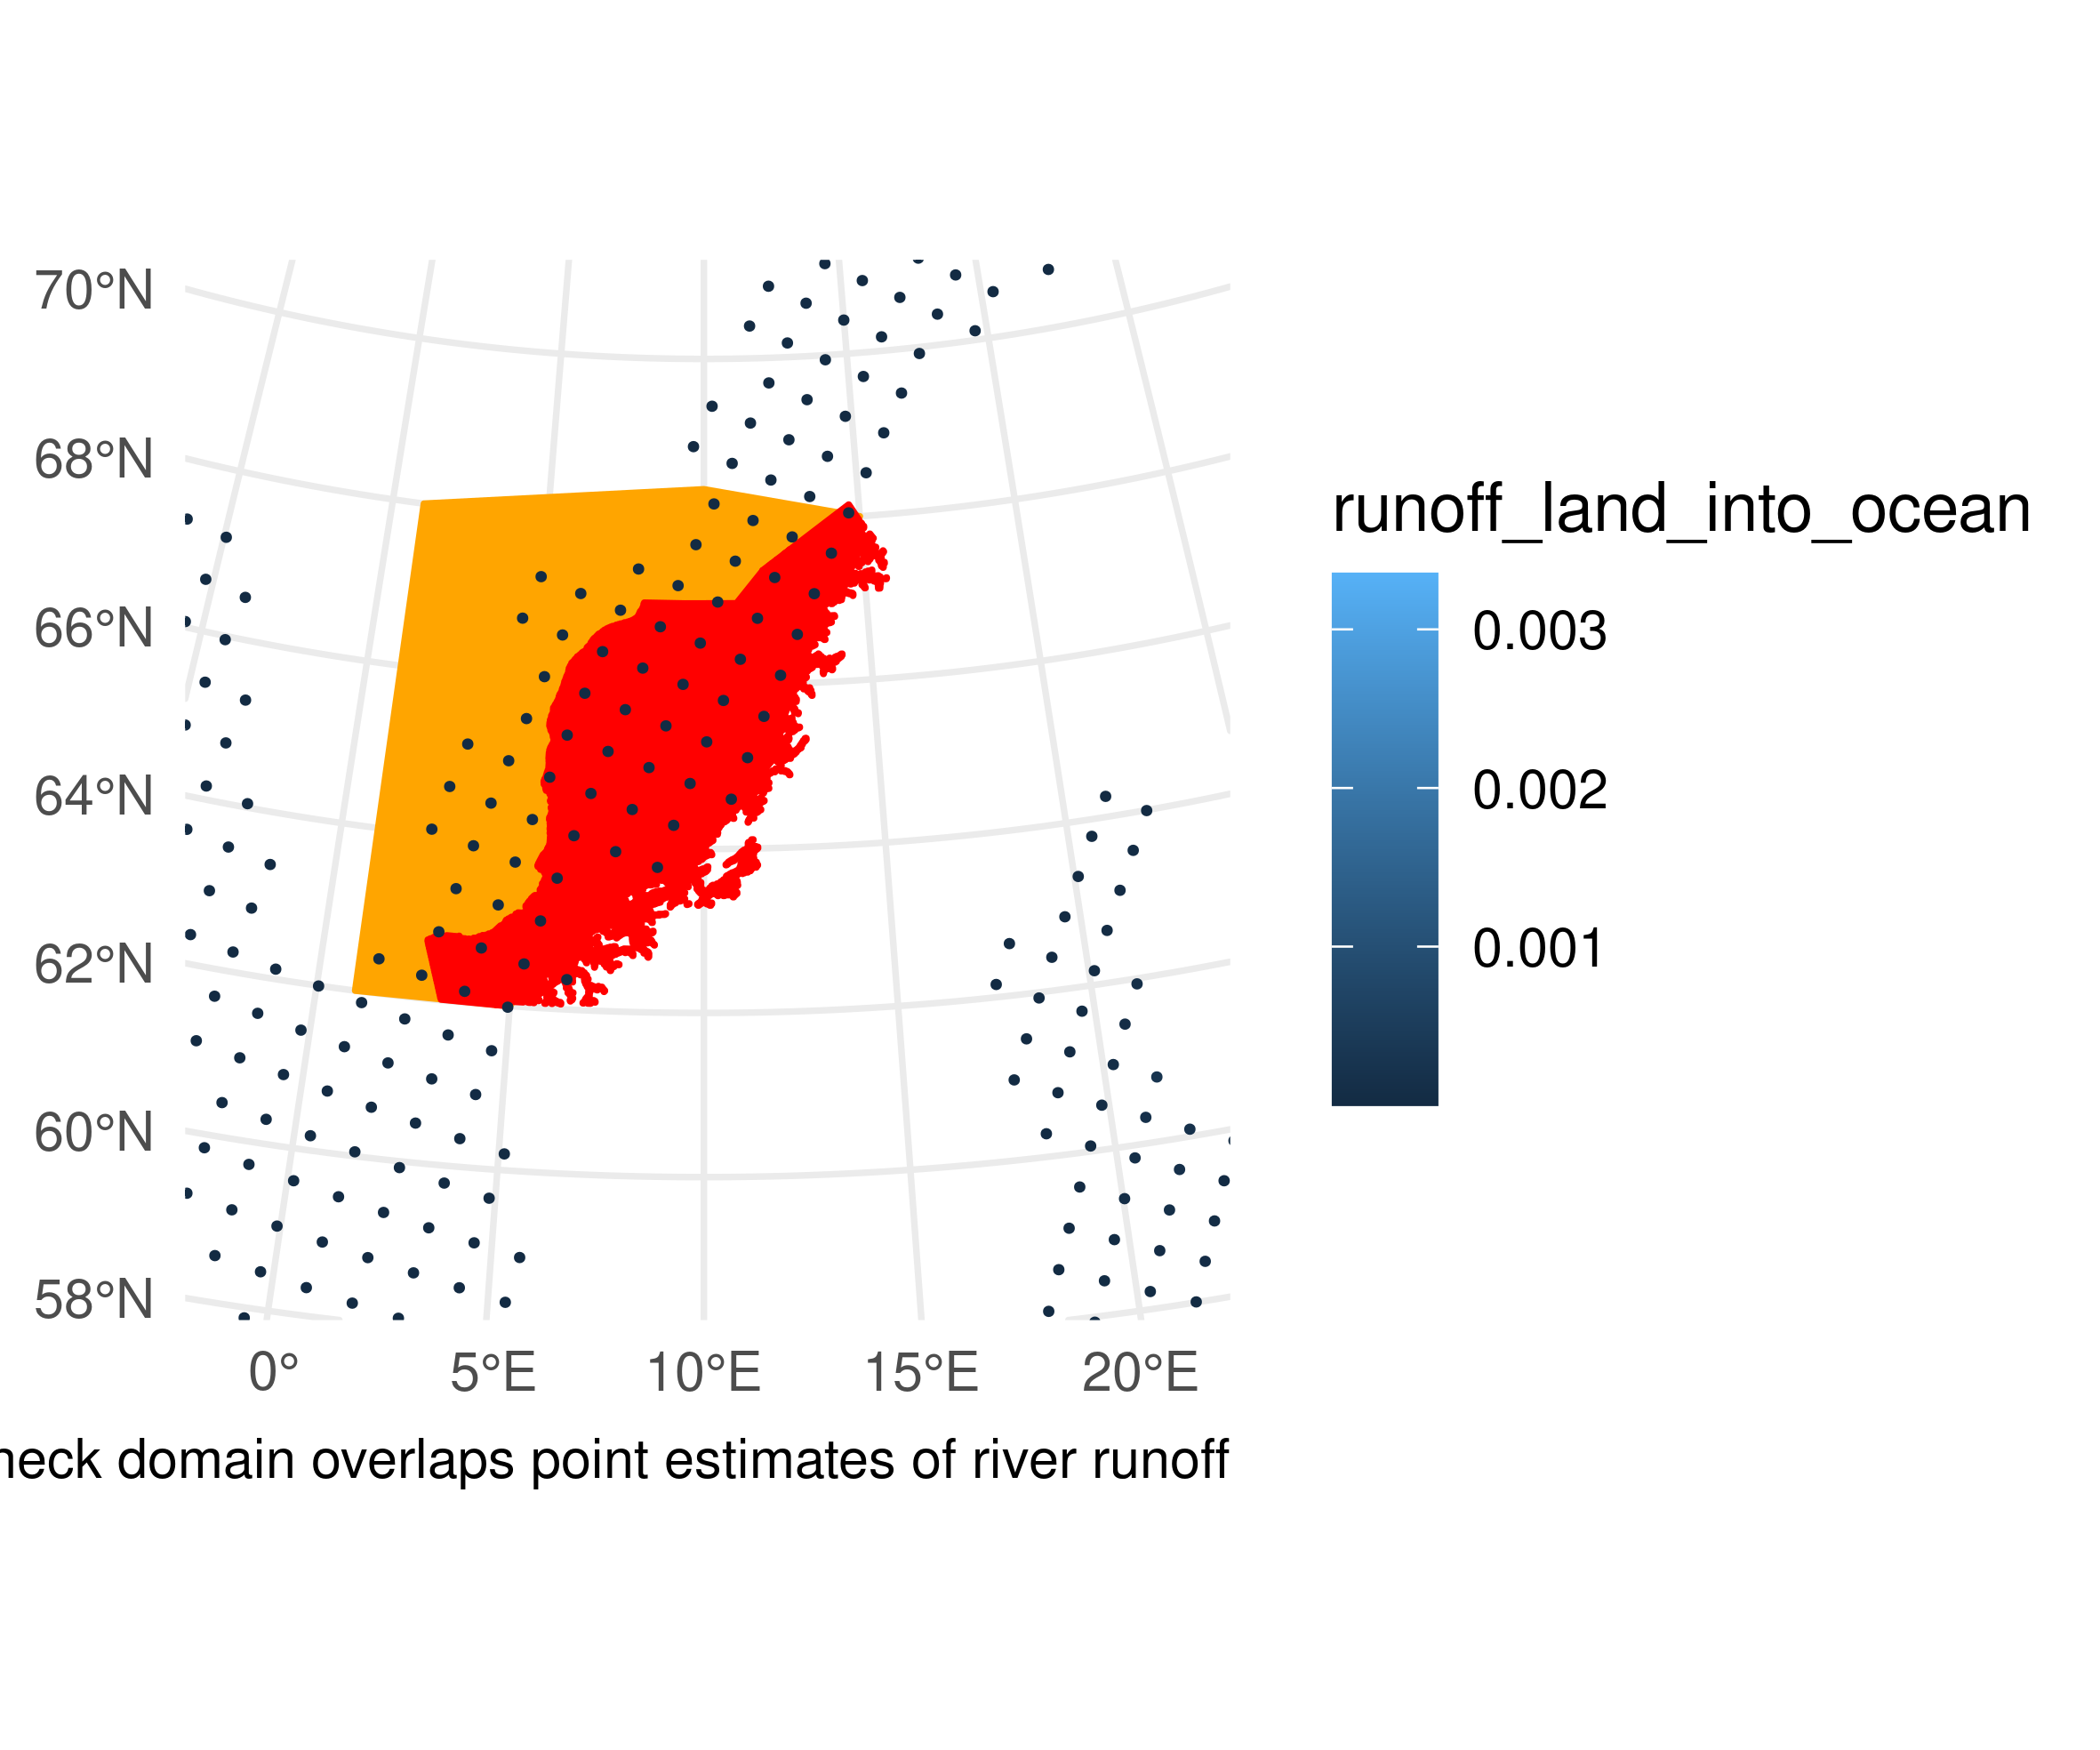 70°N
68°N
66°N
64°N
62°N
60°N
58°N
0° 5°E 10°E 15°E 20°E
domain overlaps point estimates of river runoff
runoff_land_into_ocean
0.003
0.002
0.001